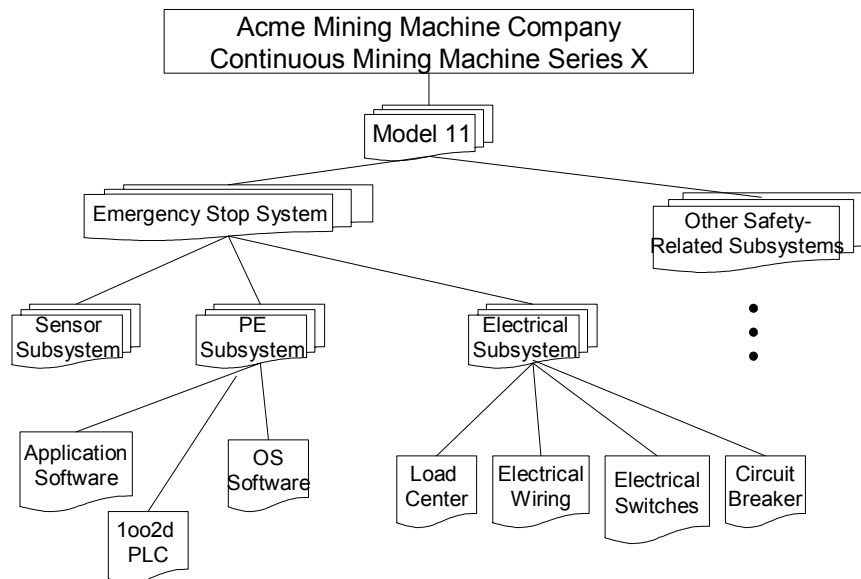 Acme Mining Machine Company
Continuous Mining Machine Series X
Model 11
Emergency Stop System
Other Safety-
Related Subsystems
Sensor
Subsystem
PE
Subsystem
Electrical
Subsystem
Application
Software
1oo2d
PLC
OS
Software
Load
Center
Electrical
Wiring
Electrical
Switches
Circuit
Breaker